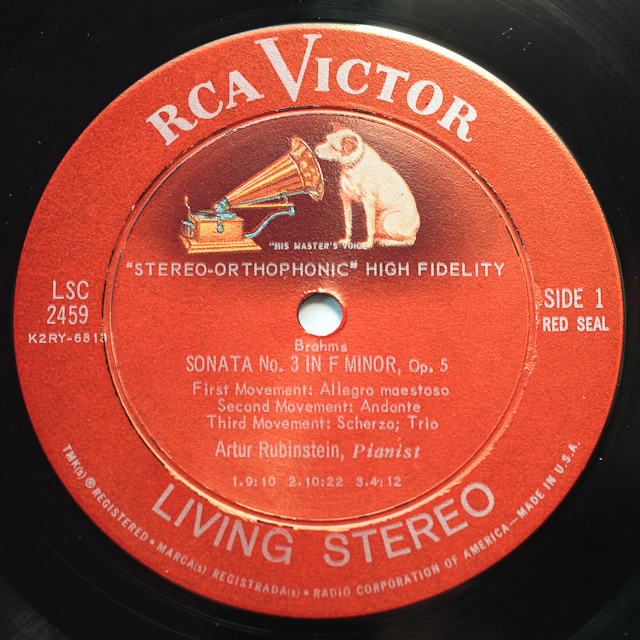 RCA VICTOR
"HIS MASTER'S VOICE"
"STEREO-ORTHOPHONIC" HIGH FIDELITY
LSC
2459
K2RY-6813
SIDE 1
RED SEAL
Brahms
SONATA No. 3 IN F MINOR, Op. 5
First Movement: Allegro maestoso
Second Movement: Andante
Third Movement: Scherzo; Trio
Artur Rubinstein, Pianist
1.9:10 2.10:22 3.4:12
LIVING STEREO
TMK(s) ® REGISTERED • MARCA(s) REGISTRADA(s) • RADIO CORPORATION OF AMERICA—MADE IN U.S.A.